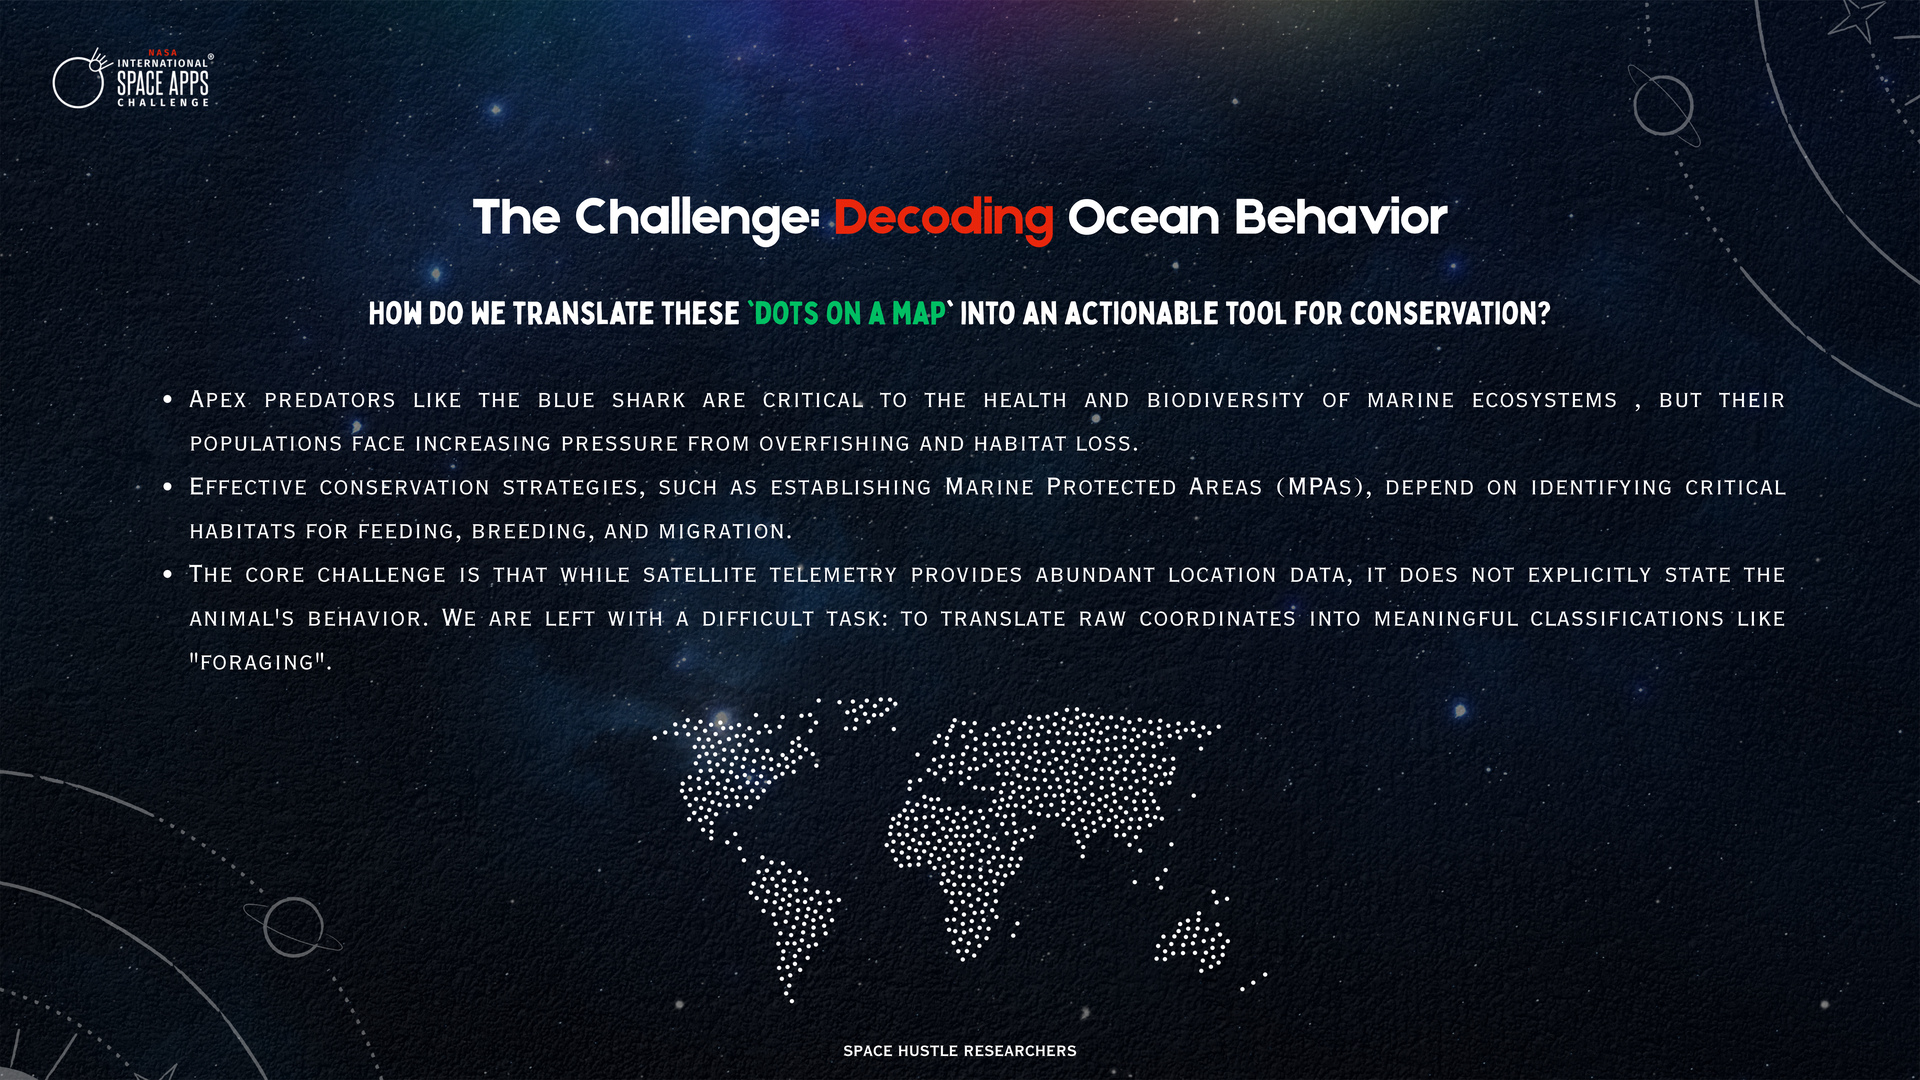 NASA
INTERNATIONAL®
SPACE APPS
CHALLENGE
The Challenge: Decoding Ocean Behavior
HOW DO WE TRANSLATE THESE `DOTS ON A MAP` INTO AN ACTIONABLE TOOL FOR CONSERVATION?
• Apex predators like the blue shark are critical to the health and biodiversity of marine ecosystems , but their
populations face increasing pressure from overfishing and habitat loss.
• Effective conservation strategies, such as establishing Marine Protected Areas (MPAs), depend on identifying critical
habitats for feeding, breeding, and migration.
• The core challenge is that while satellite telemetry provides abundant location data, it does not explicitly state the
animal's behavior. We are left with a difficult task: to translate raw coordinates into meaningful classifications like
"foraging".
SPACE HUSTLE RESEARCHERS